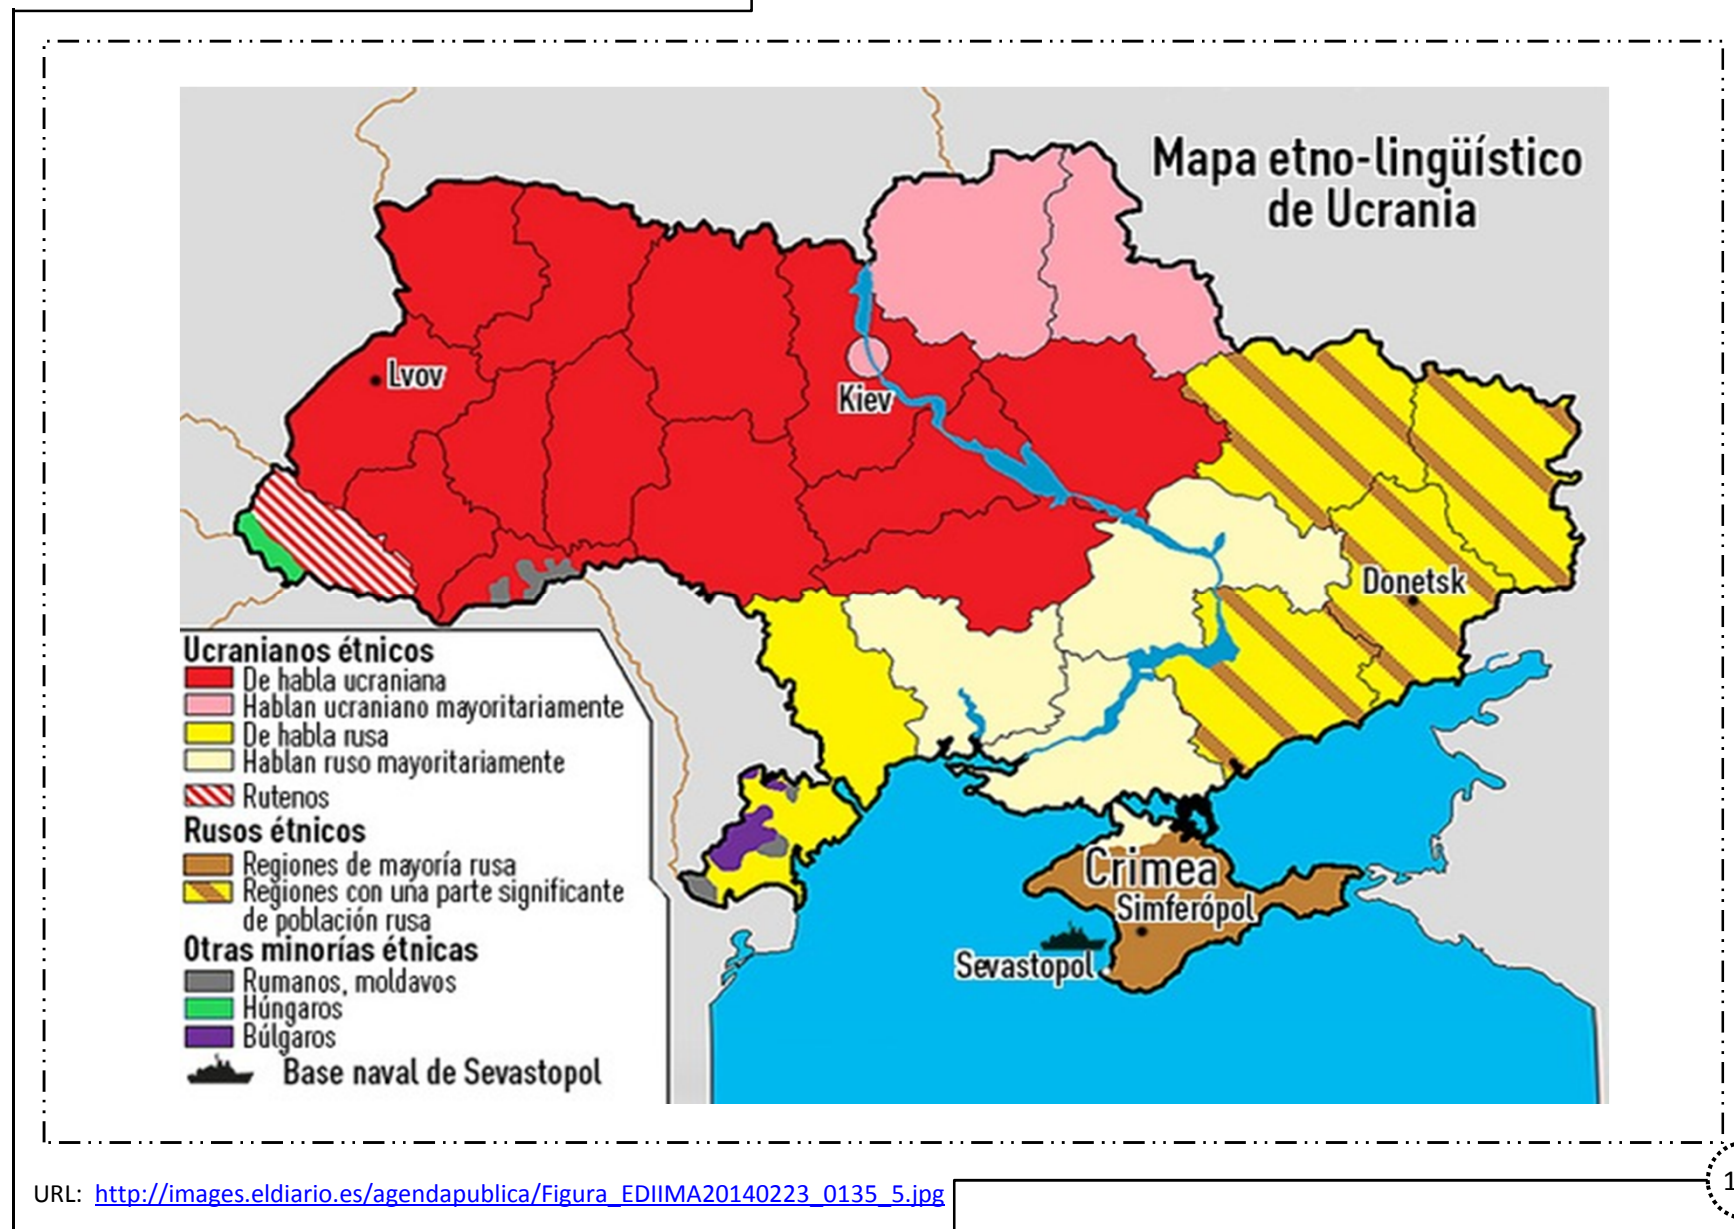 Mapa etno-lingüístico
de Ucrania
Lvov
Kiev
Donetsk
Crimea
Simferópol
Sevastopol
Ucranianos étnicos
De habla ucraniana
Hablan ucraniano mayoritariamente
De habla rusa
Hablan ruso mayoritariamente
Rutenos
Rusos étnicos
Regiones de mayoría rusa
Regiones con una parte significante
de población rusa
Otras minorías étnicas
Rumanos, moldavos
Húngaros
Búlgaros
Base naval de Sevastopol
URL: http://images.eldiario.es/agendapublica/Figura_EDIIMA20140223_0135_5.jpg
1